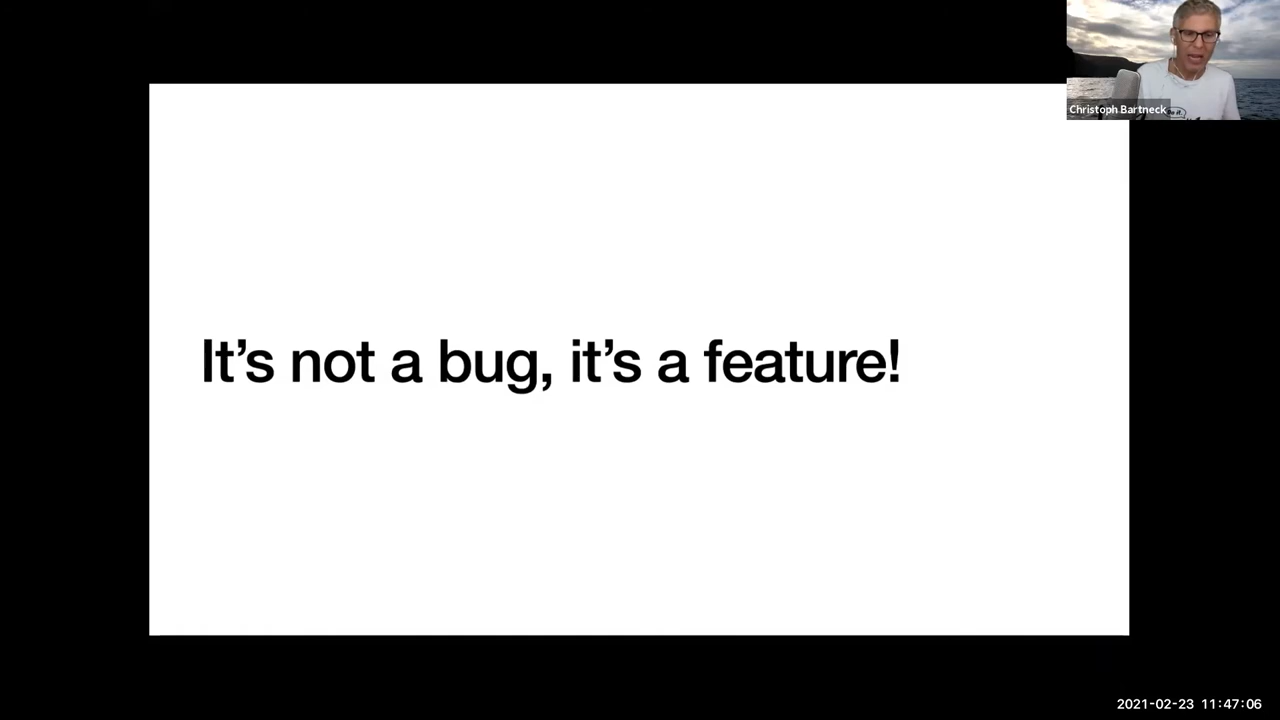 Christoph Bartneck
It’s not a bug, it’s a feature!
2021-02-23 11:47:06